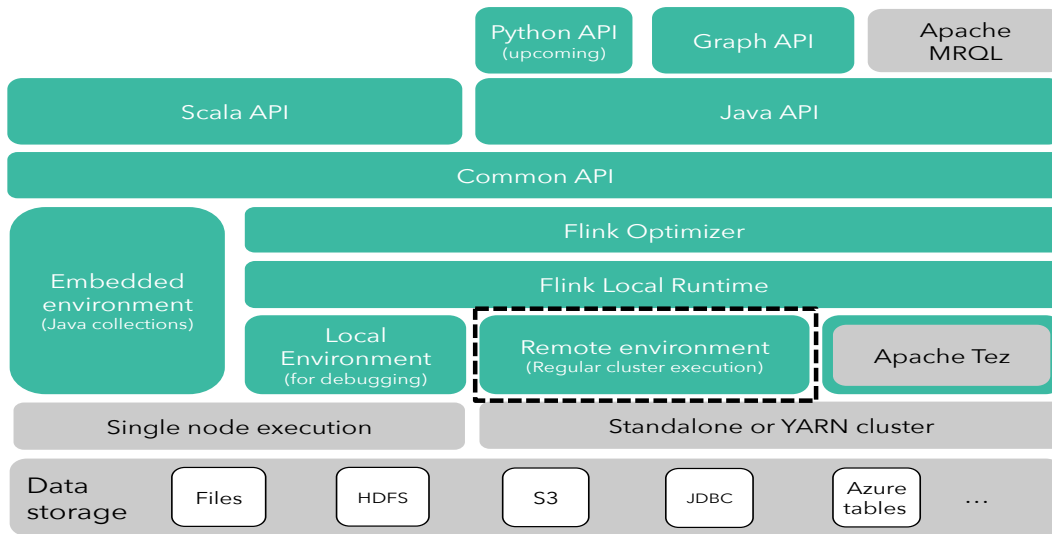 Python API
(upcoming)
Graph API
Apache
MRQL
Scala API
Java API
Common API
Flink Optimizer
Embedded
environment
(Java collections)
Flink Local Runtime
Local
Environment
(for debugging)
Remote environment
(Regular cluster execution)
Apache Tez
Single node execution
Standalone or YARN cluster
Data
storage
Files
HDFS
S3
JDBC
Azure
tables
...